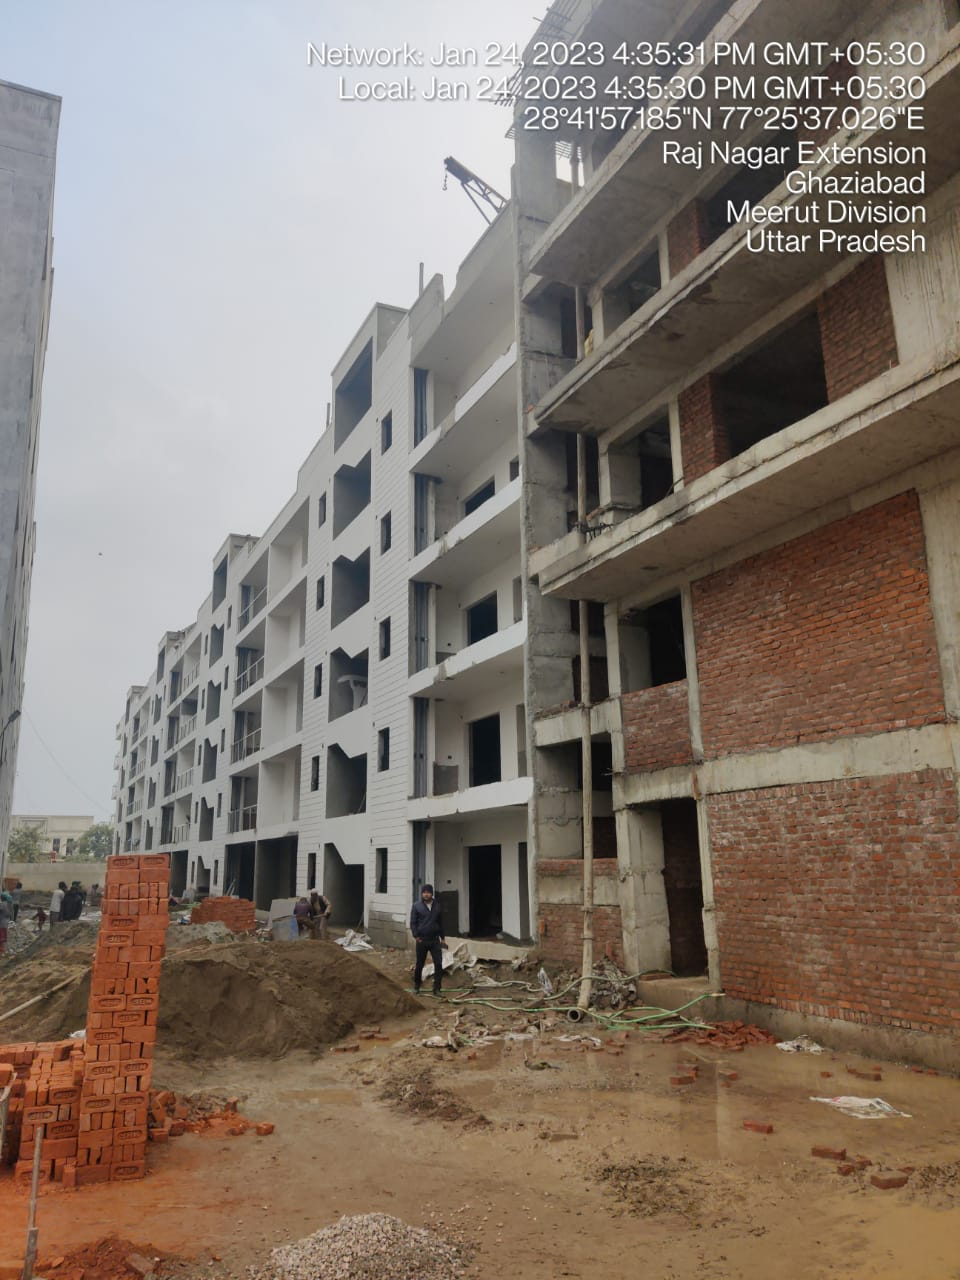 Network: Jan 24, 2023 4:35:31 PM GMT+05:30
Local: Jan 24, 2023 4:35:30 PM GMT+05:30
28°41'57.185"N 77°25'37.026"E
Raj Nagar Extension
Ghaziabad
Meerut Division
Uttar Pradesh